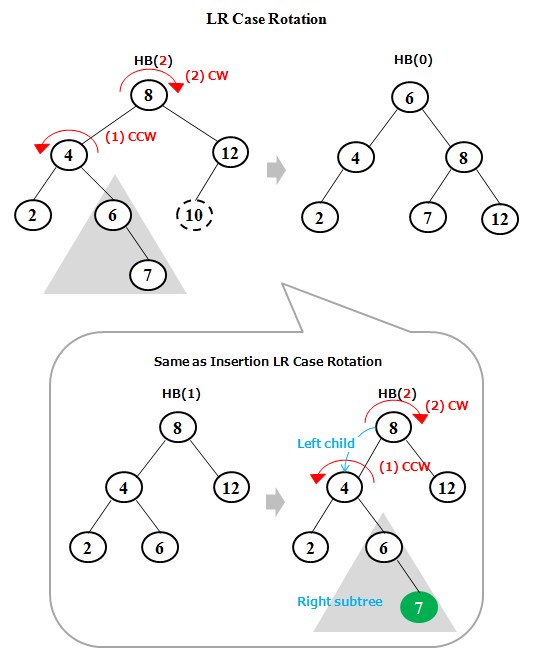 LR Case Rotation
HB(2)
(2) CW
8
(1) CCW
4
12
2
6
10
7
HB(0)
6
4
8
2
7
12
Same as Insertion LR Case Rotation
HB(1)
8
4
12
2
6
HB(2)
(2) CW
8
Left child
(1) CCW
4
12
2
6
Right subtree
7